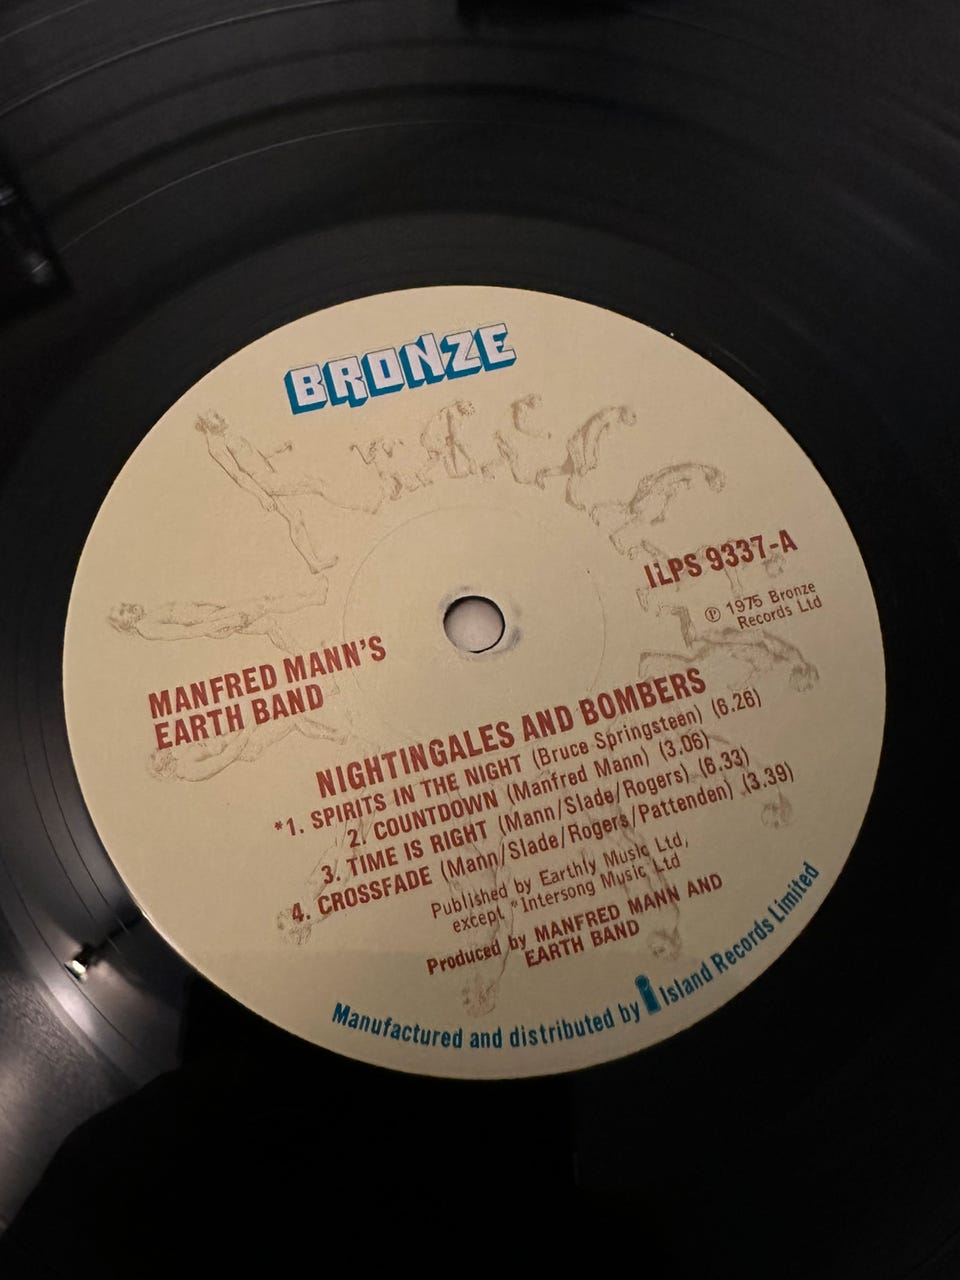 BRONZE
ILPS 9337-A
℗ 1975 Bronze
Records Ltd
MANFRED MANN'S
EARTH BAND
NIGHTINGALES AND BOMBERS
*1. SPIRITS IN THE NIGHT (Bruce Springsteen) (6.26)
2. COUNTDOWN (Manfred Mann) (3.06)
3. TIME IS RIGHT (Mann/Slade/Rogers) (6.33)
4. CROSSFADE (Mann/Slade/Rogers/Pattenden) (3.39)
Published by Earthly Music Ltd,
except *Intersong Music Ltd
Produced by MANFRED MANN AND
EARTH BAND
Manufactured and distributed by i Island Records Limited